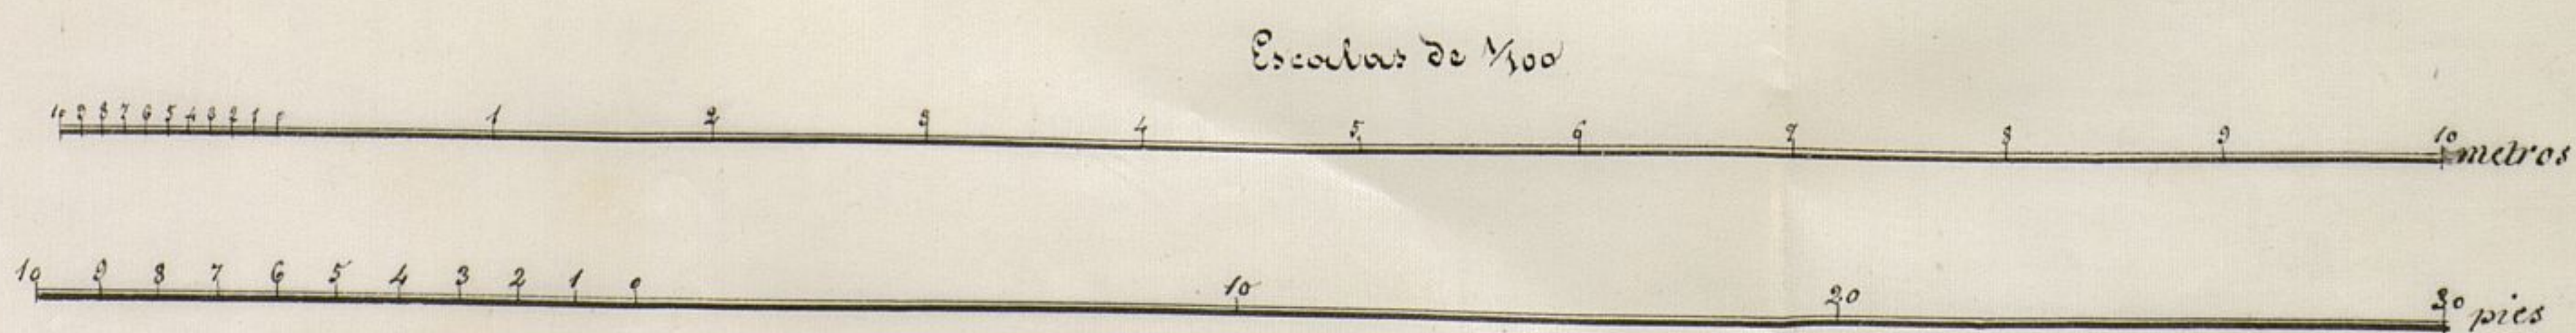 Escalas de 1/100
10 9 8 7 6 5 4 3 2 1 0 1 2 3 4 5 6 7 8 9 10 metros
10 9 8 7 6 5 4 3 2 1 0 10 20 30 pies